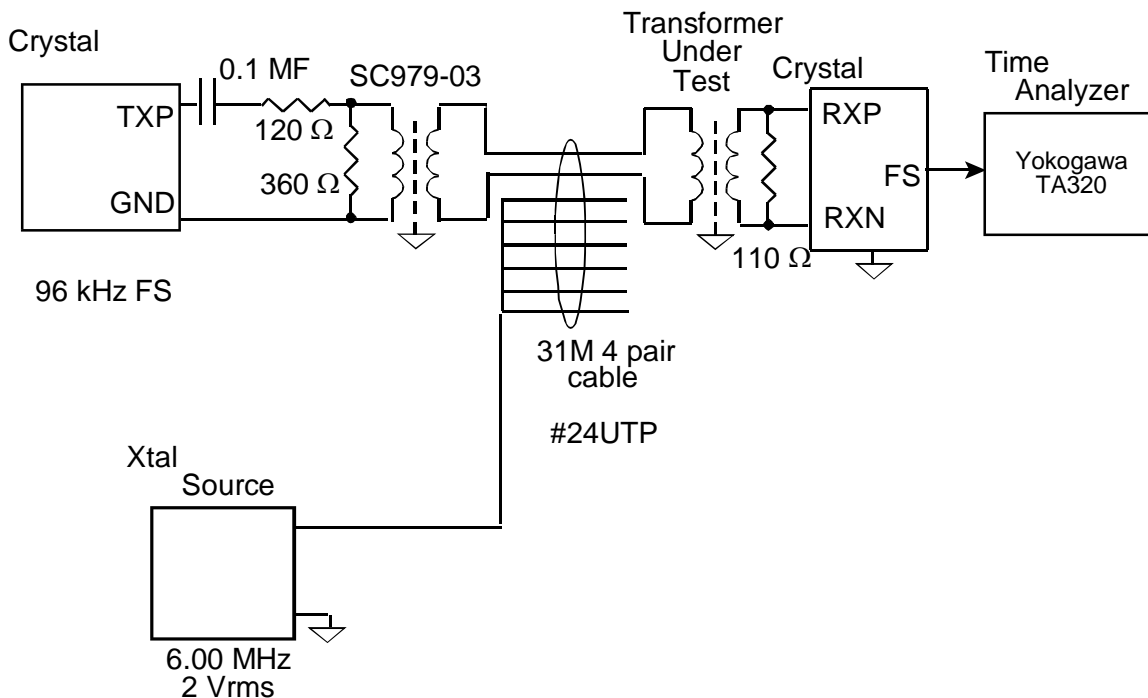 Crystal
0.1 MF
TXP
120 Ω
360 Ω
GND
96 kHz FS
SC979-03
Transformer
Under
Test
Crystal
RXP
FS
RXN
110 Ω
Time
Analyzer
Yokogawa
TA320
31M 4 pair
cable
#24UTP
Xtal
Source
6.00 MHz
2 Vrms